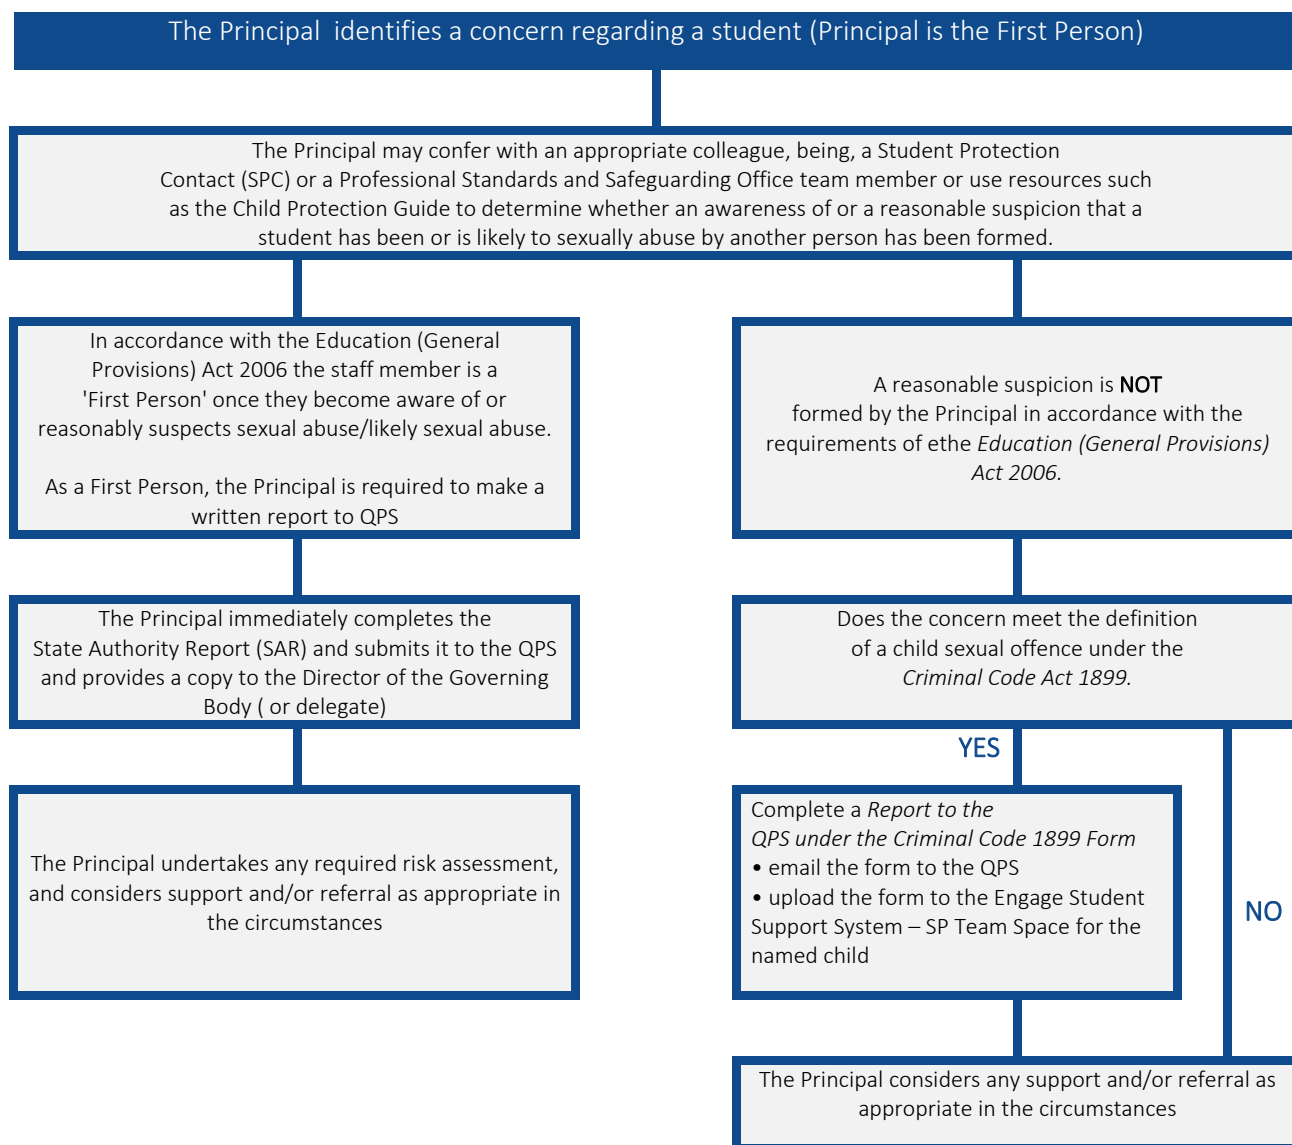 The Principal  identifies a concern regarding a student (Principal is the First Person)
The Principal may confer with an appropriate colleague, being, a Student Protection
Contact (SPC) or a Professional Standards and Safeguarding Office team member or use resources such
as the Child Protection Guide to determine whether an awareness of or a reasonable suspicion that a
student has been or is likely to sexually abuse by another person has been formed.
In accordance with the Education (General
Provisions) Act 2006 the staff member is a
'First Person' once they become aware of or
reasonably suspects sexual abuse/likely sexual abuse.
As a First Person, the Principal is required to make a
written report to QPS
A reasonable suspicion is NOT
formed by the Principal in accordance with the
requirements of ethe Education (General Provisions)
Act 2006.
The Principal immediately completes the
State Authority Report (SAR) and submits it to the QPS
and provides a copy to the Director of the Governing
Body ( or delegate)
Does the concern meet the definition
of a child sexual offence under the
Criminal Code Act 1899.
YES
NO
The Principal undertakes any required risk assessment,
and considers support and/or referral as appropriate in
the circumstances
Complete a Report to the
QPS under the Criminal Code 1899 Form
• email the form to the QPS
• upload the form to the Engage Student
Support System – SP Team Space for the
named child
The Principal considers any support and/or referral as
appropriate in the circumstances